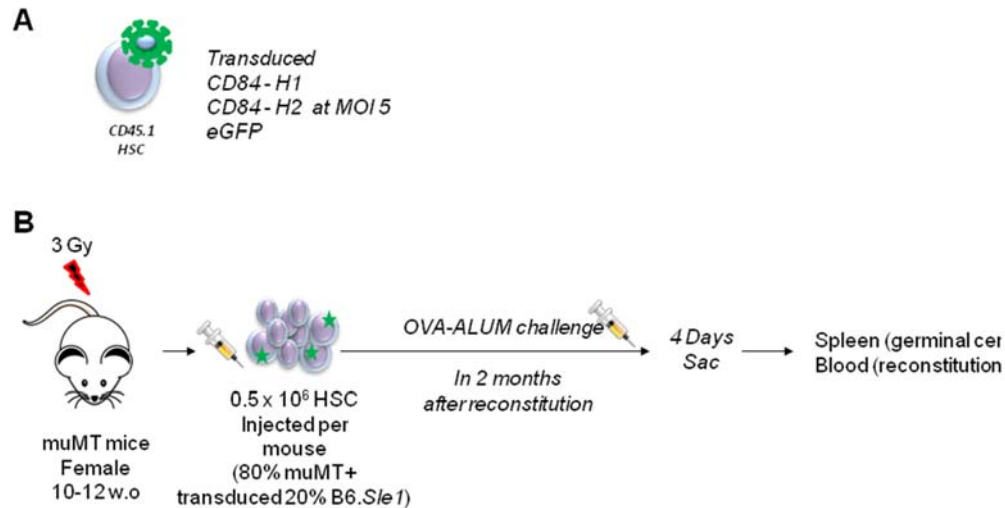 A
Transduced
CD84 - H1
CD84 - H2 at MOI 5
eGFP
CD45.1
HSC
B
3 Gy
muMT mice
Female
10-12 w.o
0.5 x 10⁶ HSC
Injected per
mouse
(80% muMT+
transduced 20% B6.Sle1)
OVA-ALUM challenge
In 2 months
after reconstitution
4 Days
Sac
Spleen (germinal cer
Blood (reconstitution